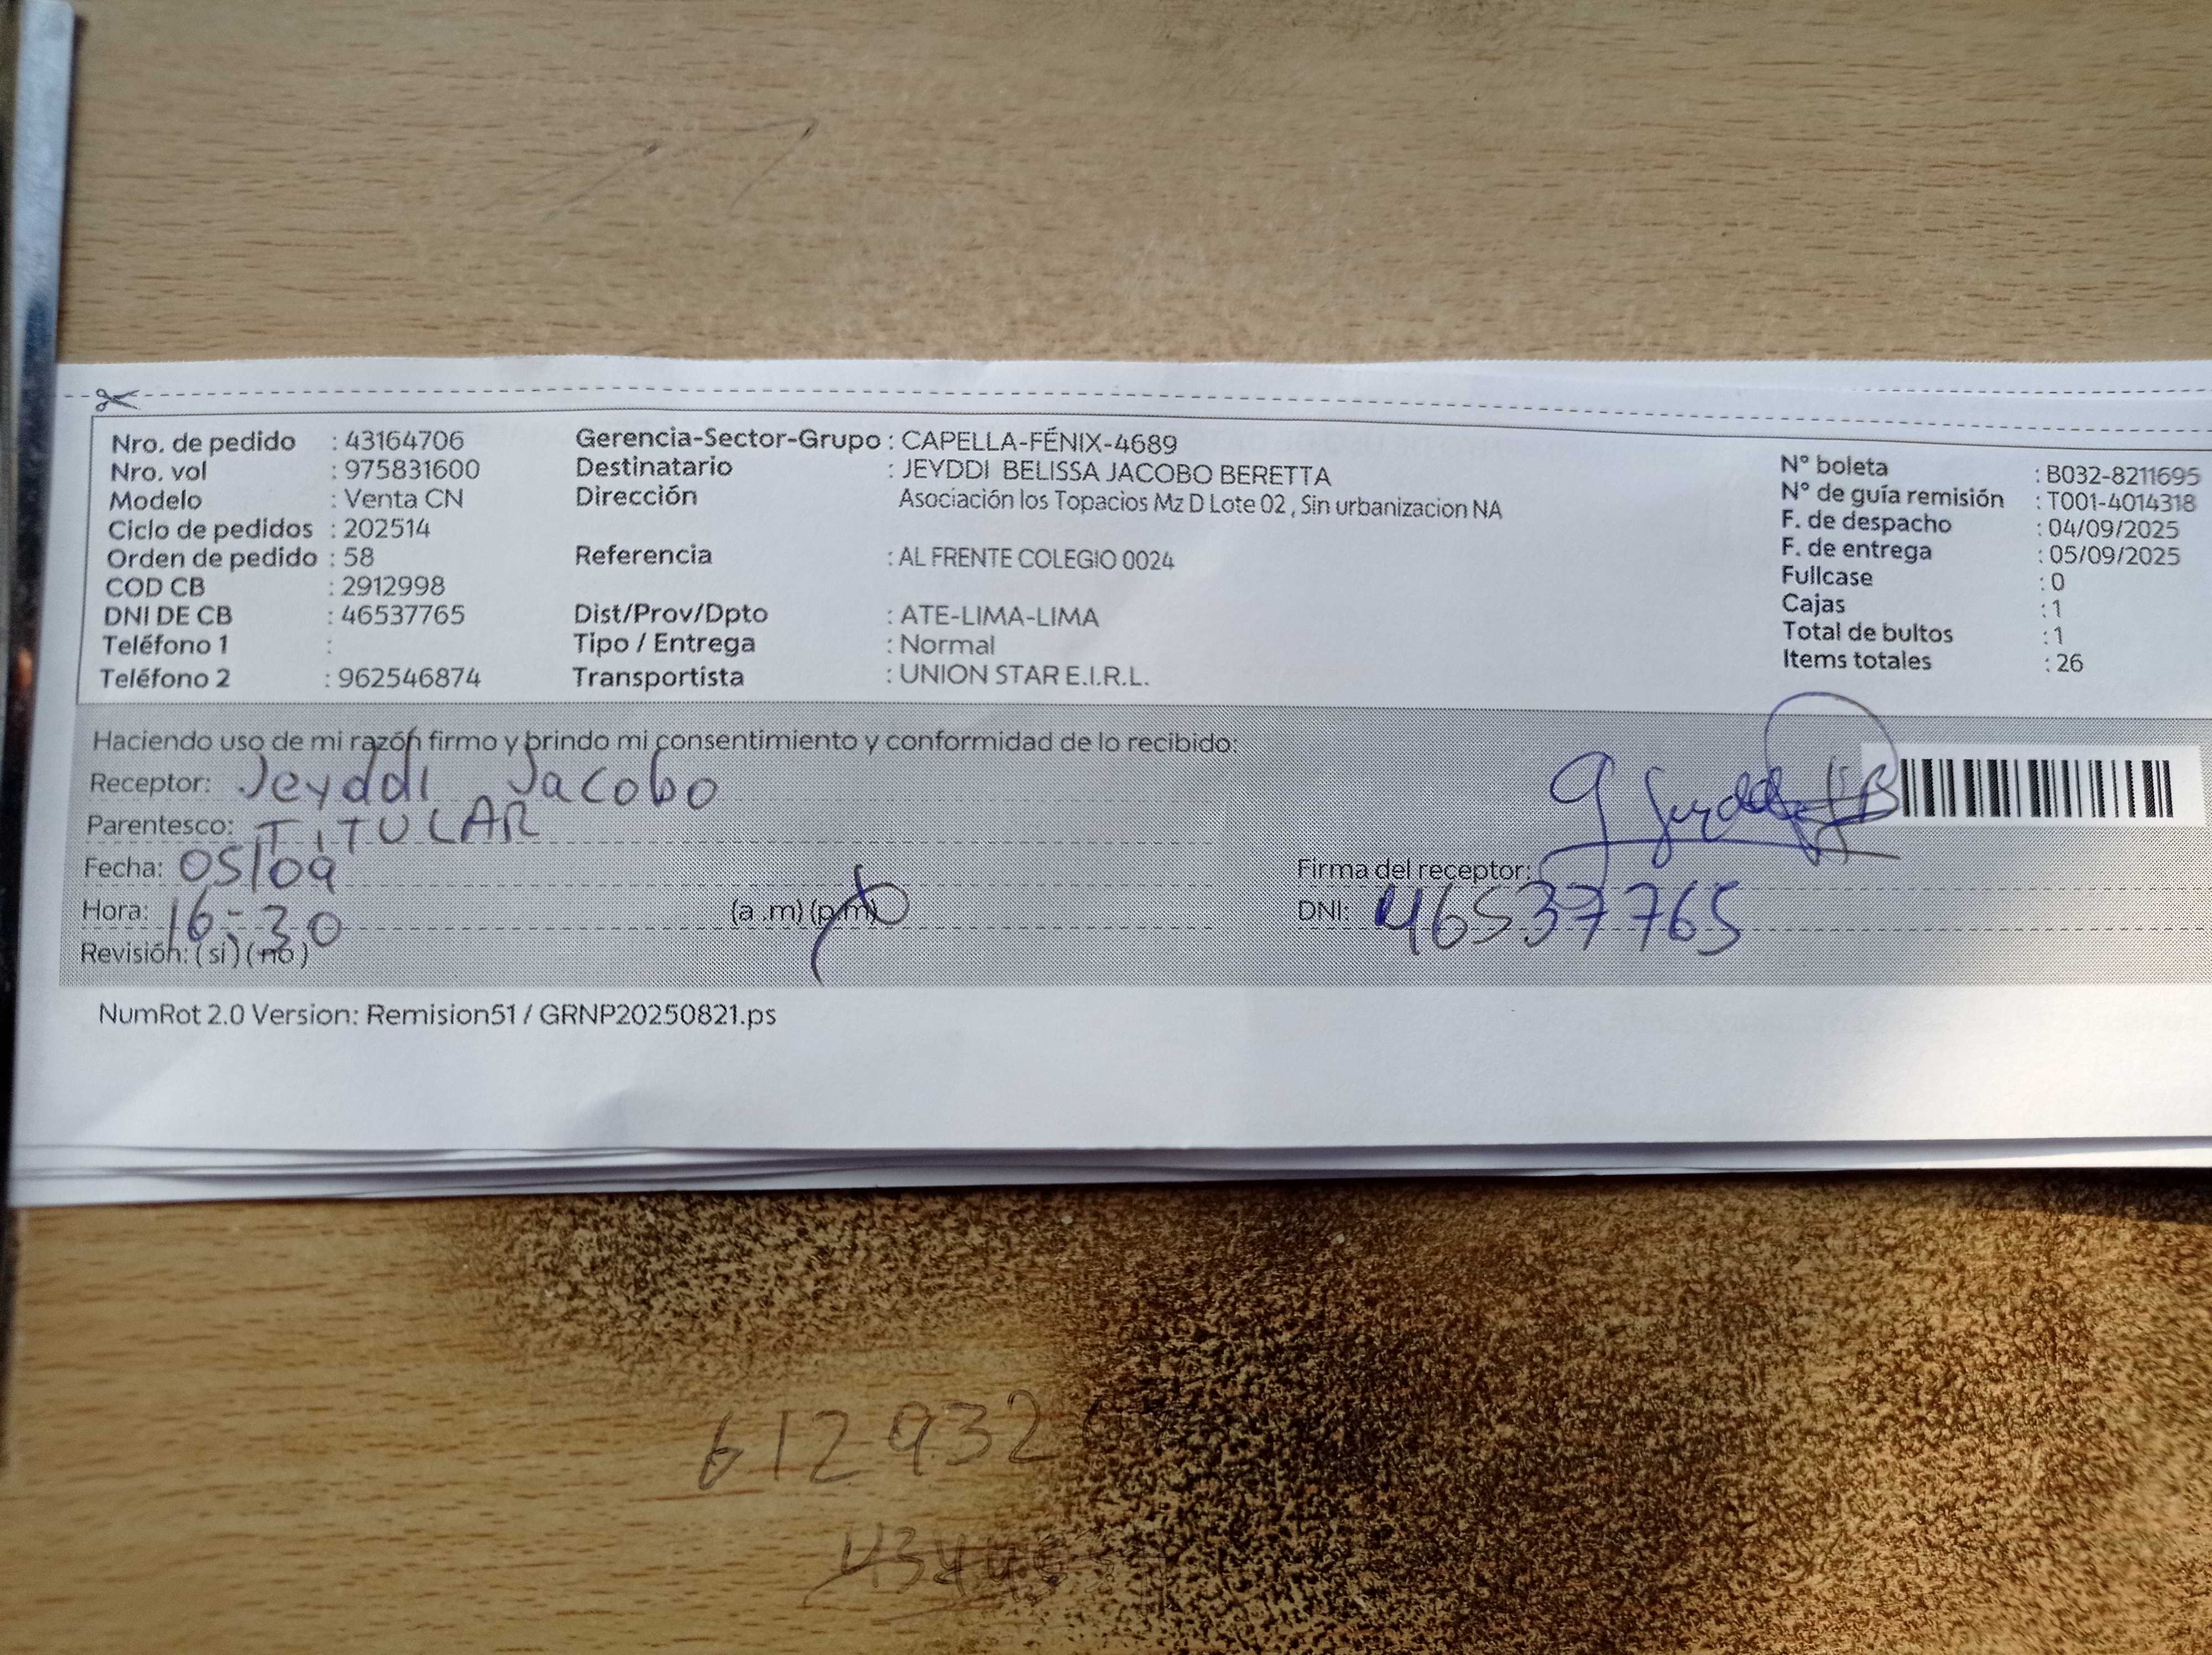 Nro. de pedido : 43164706
Nro. vol : 975831600
Modelo : Venta CN
Ciclo de pedidos : 202514
Orden de pedido : 58
COD CB : 2912998
DNI DE CB : 46537765
Teléfono 1 :
Teléfono 2 : 962546874
Gerencia-Sector-Grupo : CAPELLA-FÉNIX-4689
Destinatario : JEYDDI BELISSA JACOBO BERETTA
Dirección Asociación los Topacios Mz D Lote 02 , Sin urbanizacion NA
Referencia : AL FRENTE COLEGIO 0024
Dist/Prov/Dpto : ATE-LIMA-LIMA
Tipo / Entrega : Normal
Transportista : UNION STAR E.I.R.L.
N° boleta : B032-8211695
N° de guía remisión : T001-4014318
F. de despacho : 04/09/2025
F. de entrega : 05/09/2025
Fullcase : 0
Cajas : 1
Total de bultos : 1
Items totales : 26
Haciendo uso de mi razón firmo y brindo mi consentimiento y conformidad de lo recibido:
Receptor: Jeyddi Jacobo
Parentesco: TITULAR
Fecha: 05/09
Hora: 16-30 (a .m) (p.m)
Revisión: (si) (no)
Firma del receptor:
DNI: 46537765
NumRot 2.0 Version: Remision51 / GRNP20250821.ps
612932